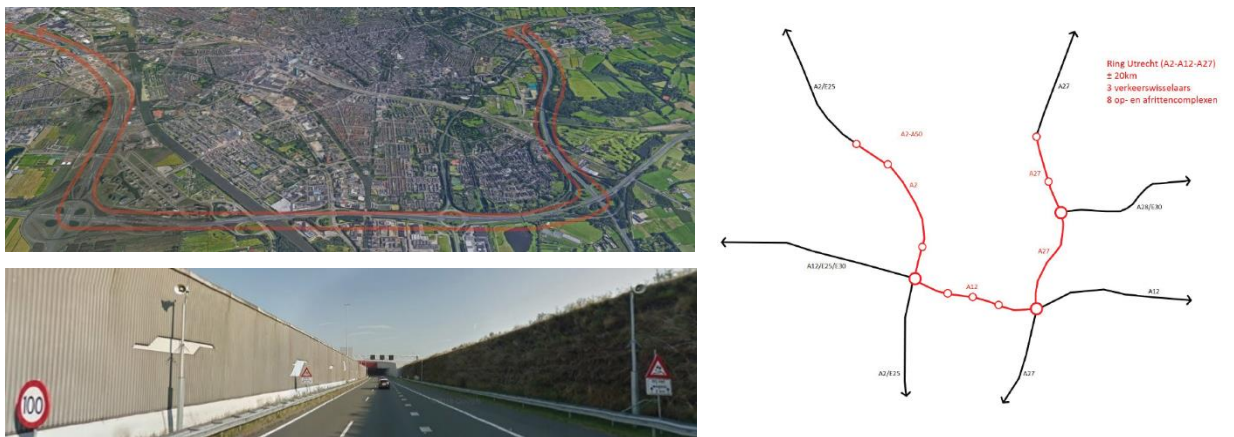 100
A2/E25
A2-A50
A2
A12/E25/E30
A2/E25
A12
A27
A27
A27
A27
A28/E30
A12
Ring Utrecht (A2-A12-A27)
± 20km
3 verkeerswisselaars
8 op- en afrittencomplexen